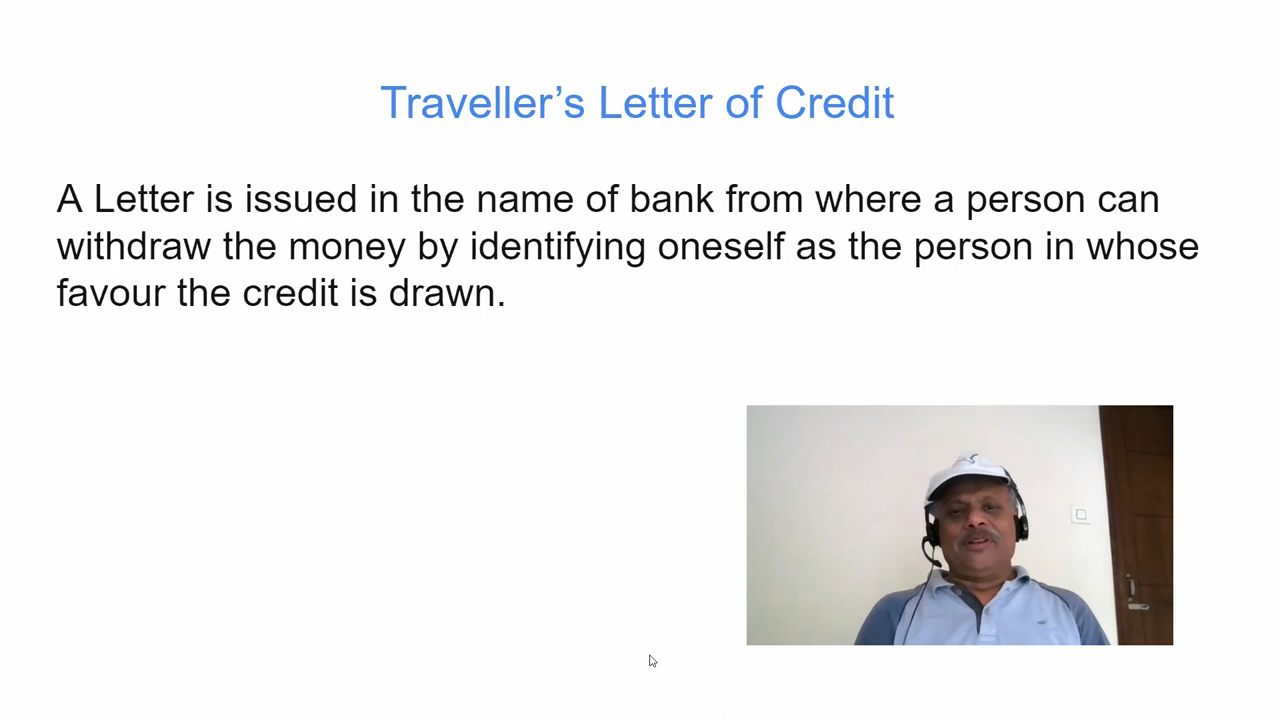 Traveller’s Letter of Credit
A Letter is issued in the name of bank from where a person can
withdraw the money by identifying oneself as the person in whose
favour the credit is drawn.